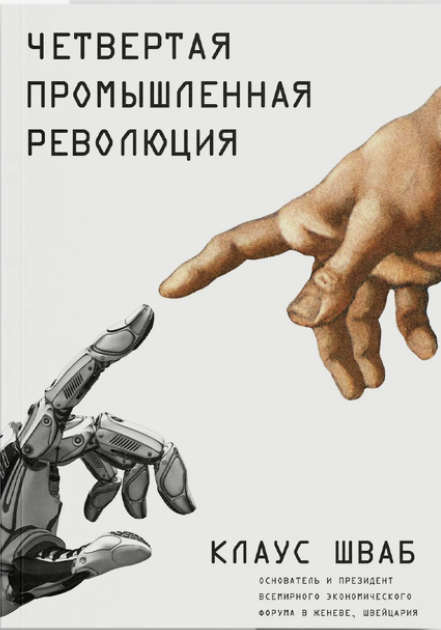 ЧЕТВЕРТАЯ
ПРОМЫШЛЕННАЯ
РЕВОЛЮЦИЯ
КЛАУС ШВАБ
ОСНОВАТЕЛЬ И ПРЕЗИДЕНТ
ВСЕМИРНОГО ЭКОНОМИЧЕСКОГО
ФОРУМА В ЖЕНЕВЕ, ШВЕЙЦАРИЯ